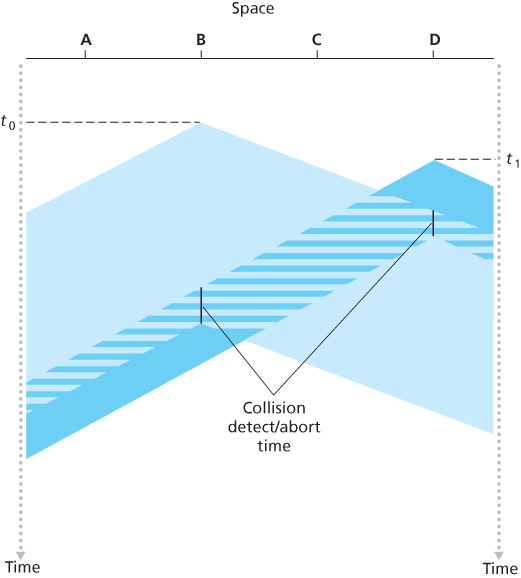 Space
A B C D
t0
t1
Collision
detect/abort
time
Time Time